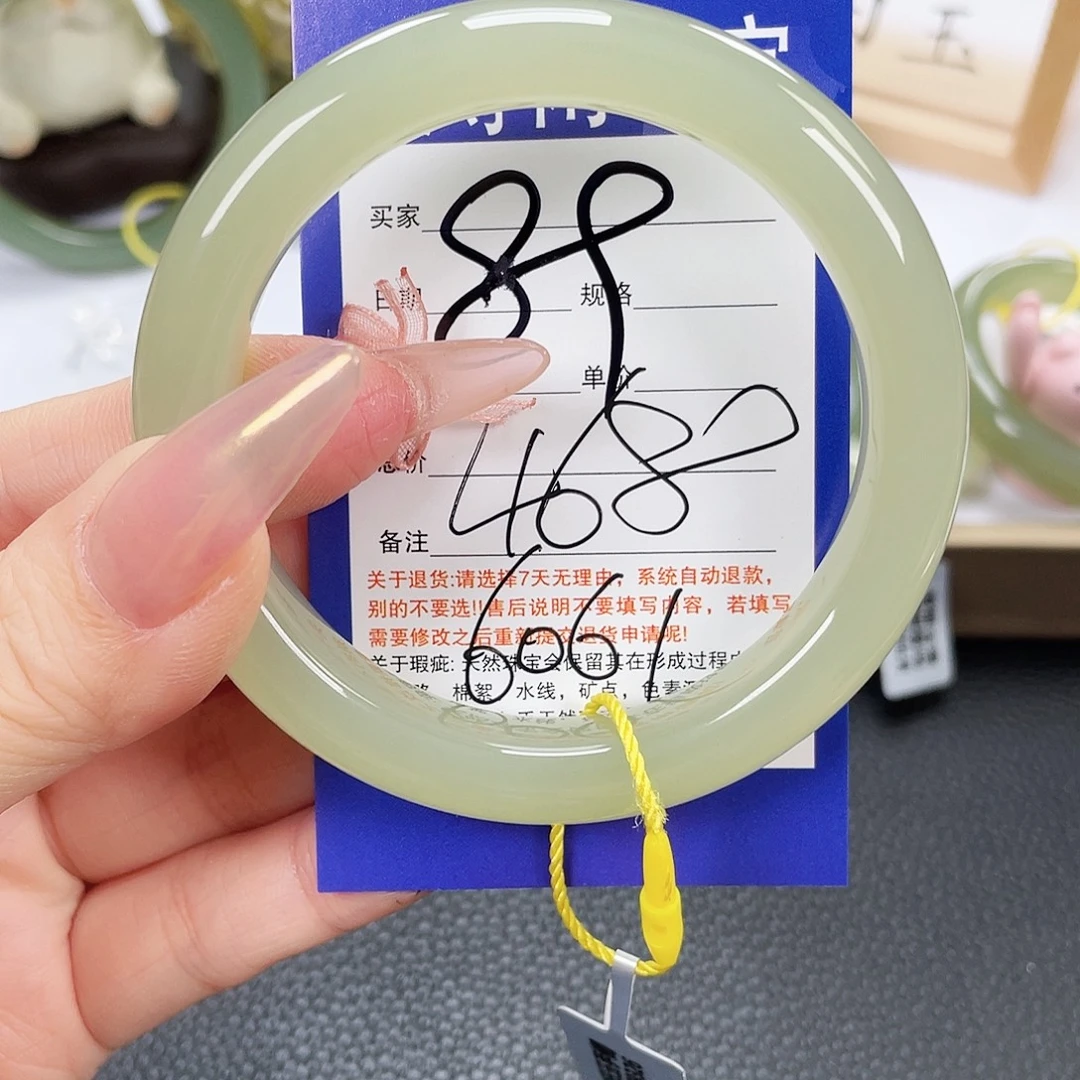 玉
买家
88
日期 规格
单价
总价
4680
备注
6061
关于退货:请选择7天无理由,系统自动退款,
别的不要选!!售后说明不要填写内容,若填写
需要修改之后重新提交退货申请呢!
关于瑕疵:天然珠宝会保留其在形成过程
棉絮,水线,矿点,色素